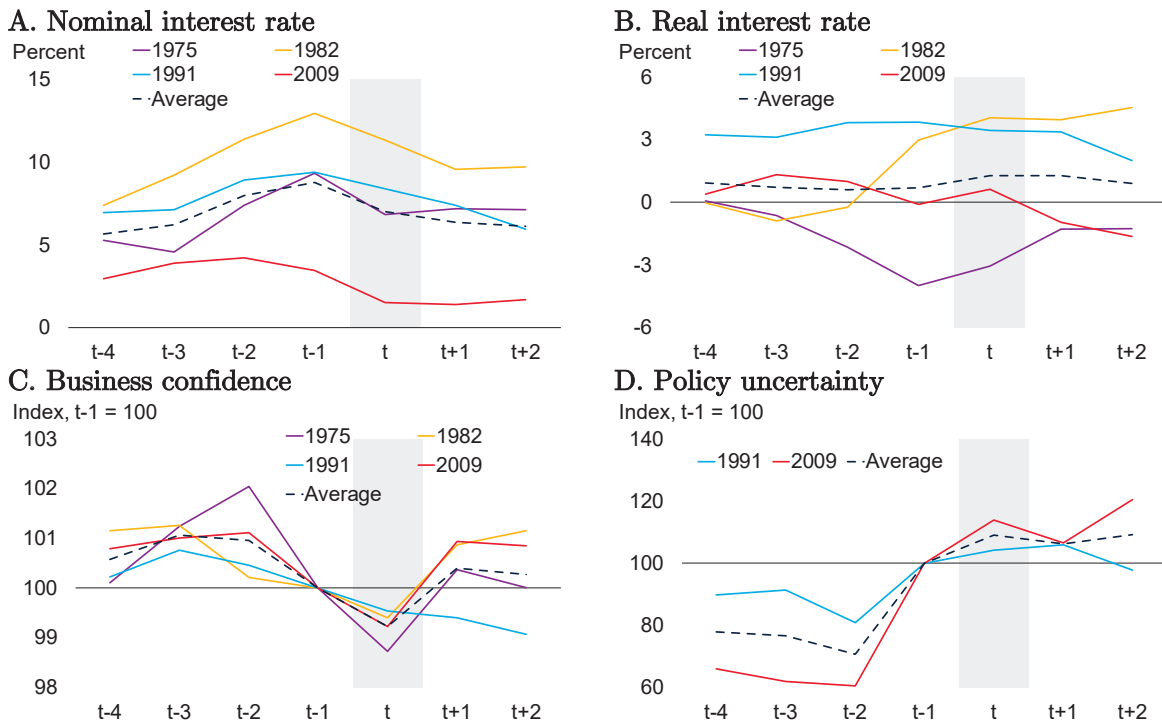 A. Nominal interest rate
Percent
1975
1982
1991
2009
Average
15
10
5
0
t-4 t-3 t-2 t-1 t t+1 t+2
B. Real interest rate
Percent
1975
1982
1991
2009
Average
6
3
0
-3
-6
t-4 t-3 t-2 t-1 t t+1 t+2
C. Business confidence
Index, t-1 = 100
1975
1982
1991
2009
Average
103
102
101
100
99
98
t-4 t-3 t-2 t-1 t t+1 t+2
D. Policy uncertainty
Index, t-1 = 100
1991 2009 Average
140
120
100
80
60
t-4 t-3 t-2 t-1 t t+1 t+2